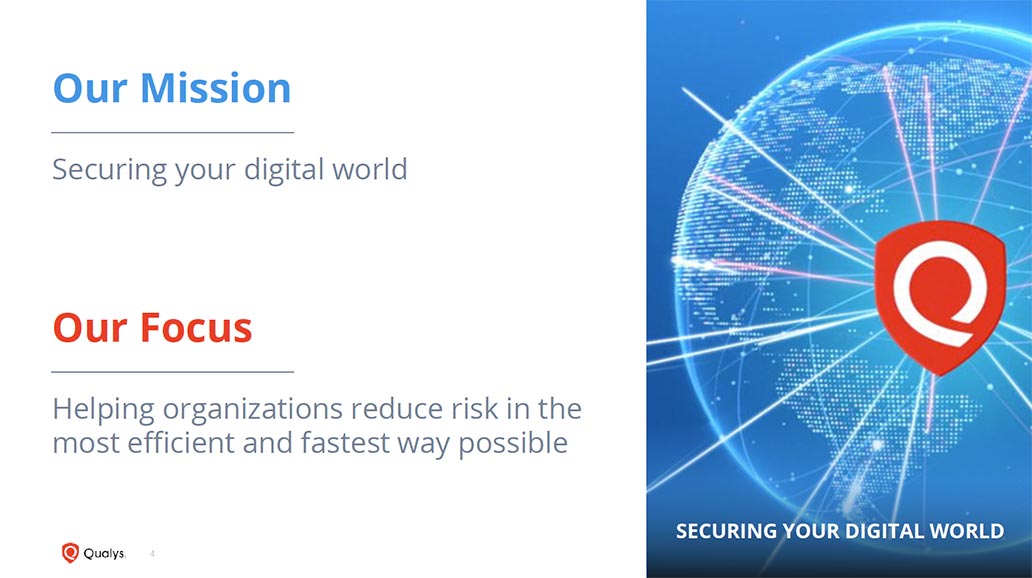 Our Mission
Securing your digital world
Our Focus
Helping organizations reduce risk in the
most efficient and fastest way possible
Qualys.
4
SECURING YOUR DIGITAL WORLD